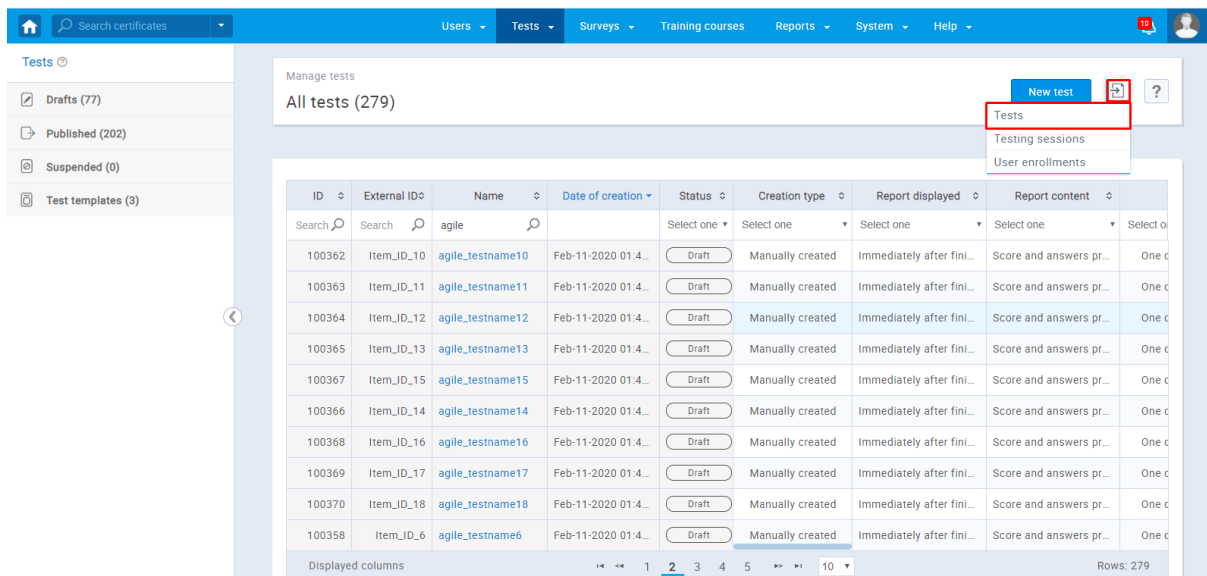 Search certificates Users Tests Surveys Training courses Reports System Help 10
Tests
Drafts (77)
Published (202)
Suspended (0)
Test templates (3)
Manage tests
All tests (279)
New test ?
Tests
Testing sessions
User enrollments
ID External ID Name Date of creation Status Creation type Report displayed Report content
Search Search agile Select one Select one Select one Select one Select o
100362 Item_ID_10 agile_testname10 Feb-11-2020 01:4... Draft Manually created Immediately after fini... Score and answers pr... One c
100363 Item_ID_11 agile_testname11 Feb-11-2020 01:4... Draft Manually created Immediately after fini... Score and answers pr... One c
100364 Item_ID_12 agile_testname12 Feb-11-2020 01:4... Draft Manually created Immediately after fini... Score and answers pr... One c
100365 Item_ID_13 agile_testname13 Feb-11-2020 01:4... Draft Manually created Immediately after fini... Score and answers pr... One c
100367 Item_ID_15 agile_testname15 Feb-11-2020 01:4... Draft Manually created Immediately after fini... Score and answers pr... One c
100366 Item_ID_14 agile_testname14 Feb-11-2020 01:4... Draft Manually created Immediately after fini... Score and answers pr... One c
100368 Item_ID_16 agile_testname16 Feb-11-2020 01:4... Draft Manually created Immediately after fini... Score and answers pr... One c
100369 Item_ID_17 agile_testname17 Feb-11-2020 01:4... Draft Manually created Immediately after fini... Score and answers pr... One c
100370 Item_ID_18 agile_testname18 Feb-11-2020 01:4... Draft Manually created Immediately after fini... Score and answers pr... One c
100358 Item_ID_6 agile_testname6 Feb-11-2020 01:4... Draft Manually created Immediately after fini... Score and answers pr... One c
Displayed columns 1 2 3 4 5 10 Rows: 279